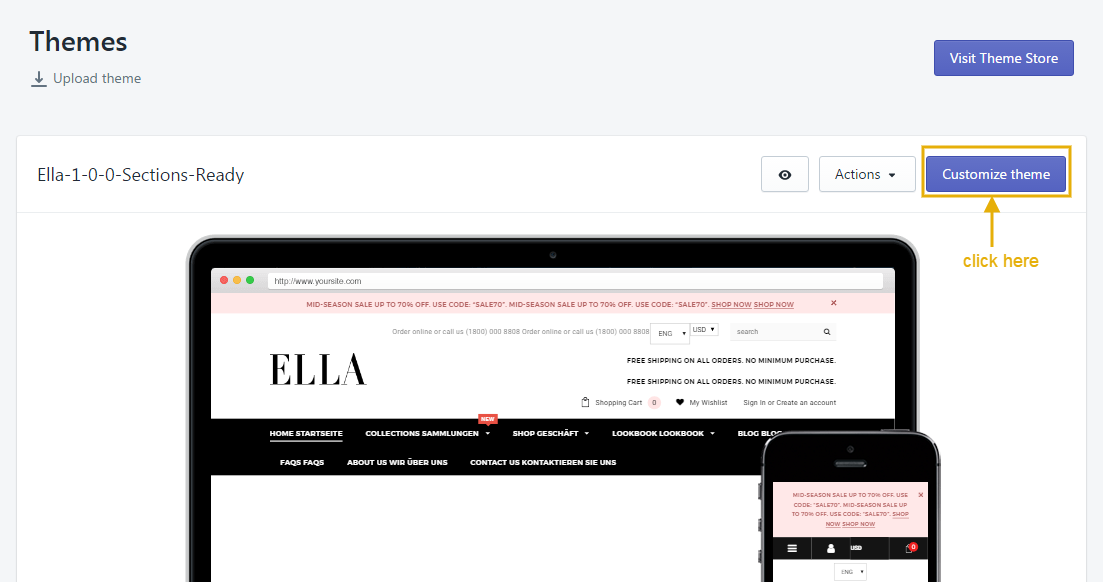 Themes
Upload theme
Visit Theme Store
Ella-1-0-0-Sections-Ready
Actions
Customize theme
click here
http://www.yoursite.com
MID-SEASON SALE UP TO 70% OFF. USE CODE: "SALE70". MID-SEASON SALE UP TO 70% OFF. USE CODE: "SALE70". SHOP NOW SHOP NOW
Order online or call us (1800) 000 8808 Order online or call us (1800) 000 8808
ENG
USD
search
ELLA
FREE SHIPPING ON ALL ORDERS. NO MINIMUM PURCHASE.
FREE SHIPPING ON ALL ORDERS. NO MINIMUM PURCHASE.
Shopping Cart 0 My Wishlist Sign In or Create an account
NEW
HOME STARTSEITE COLLECTIONS SAMMLUNGEN SHOP GESCHÄFT LOOKBOOK LOOKBOOK BLOG BLOG
FAQS FAQS ABOUT US WIR ÜBER UNS CONTACT US KONTAKTIEREN SIE UNS
MID-SEASON SALE UP TO 70% OFF. USE
CODE: "SALE70". MID-SEASON SALE UP
TO 70% OFF. USE CODE: "SALE70". SHOP
NOW SHOP NOW
USD
0
ENG